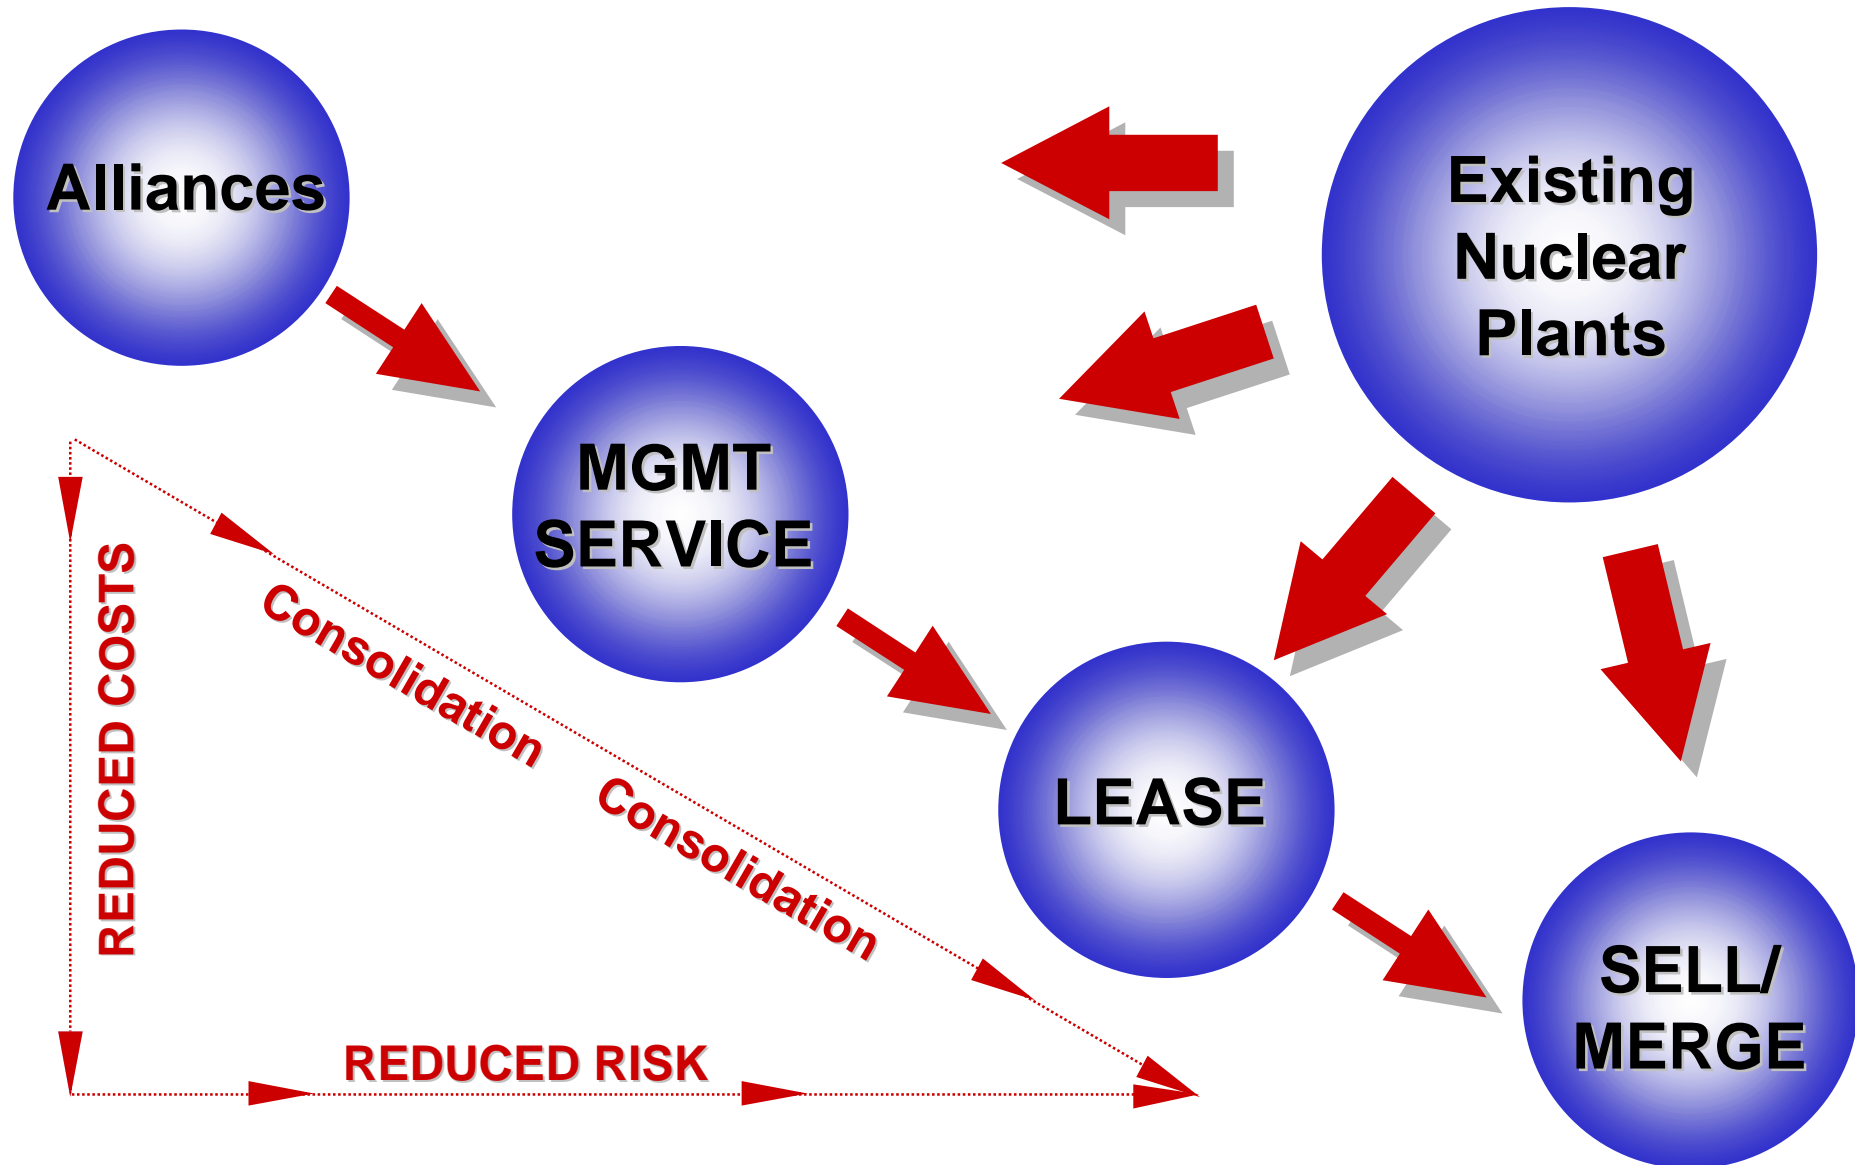 Alliances
Existing
Nuclear
Plants
MGMT
SERVICE
REDUCED COSTS
Consolidation
Consolidation
LEASE
SELL/
MERGE
REDUCED RISK